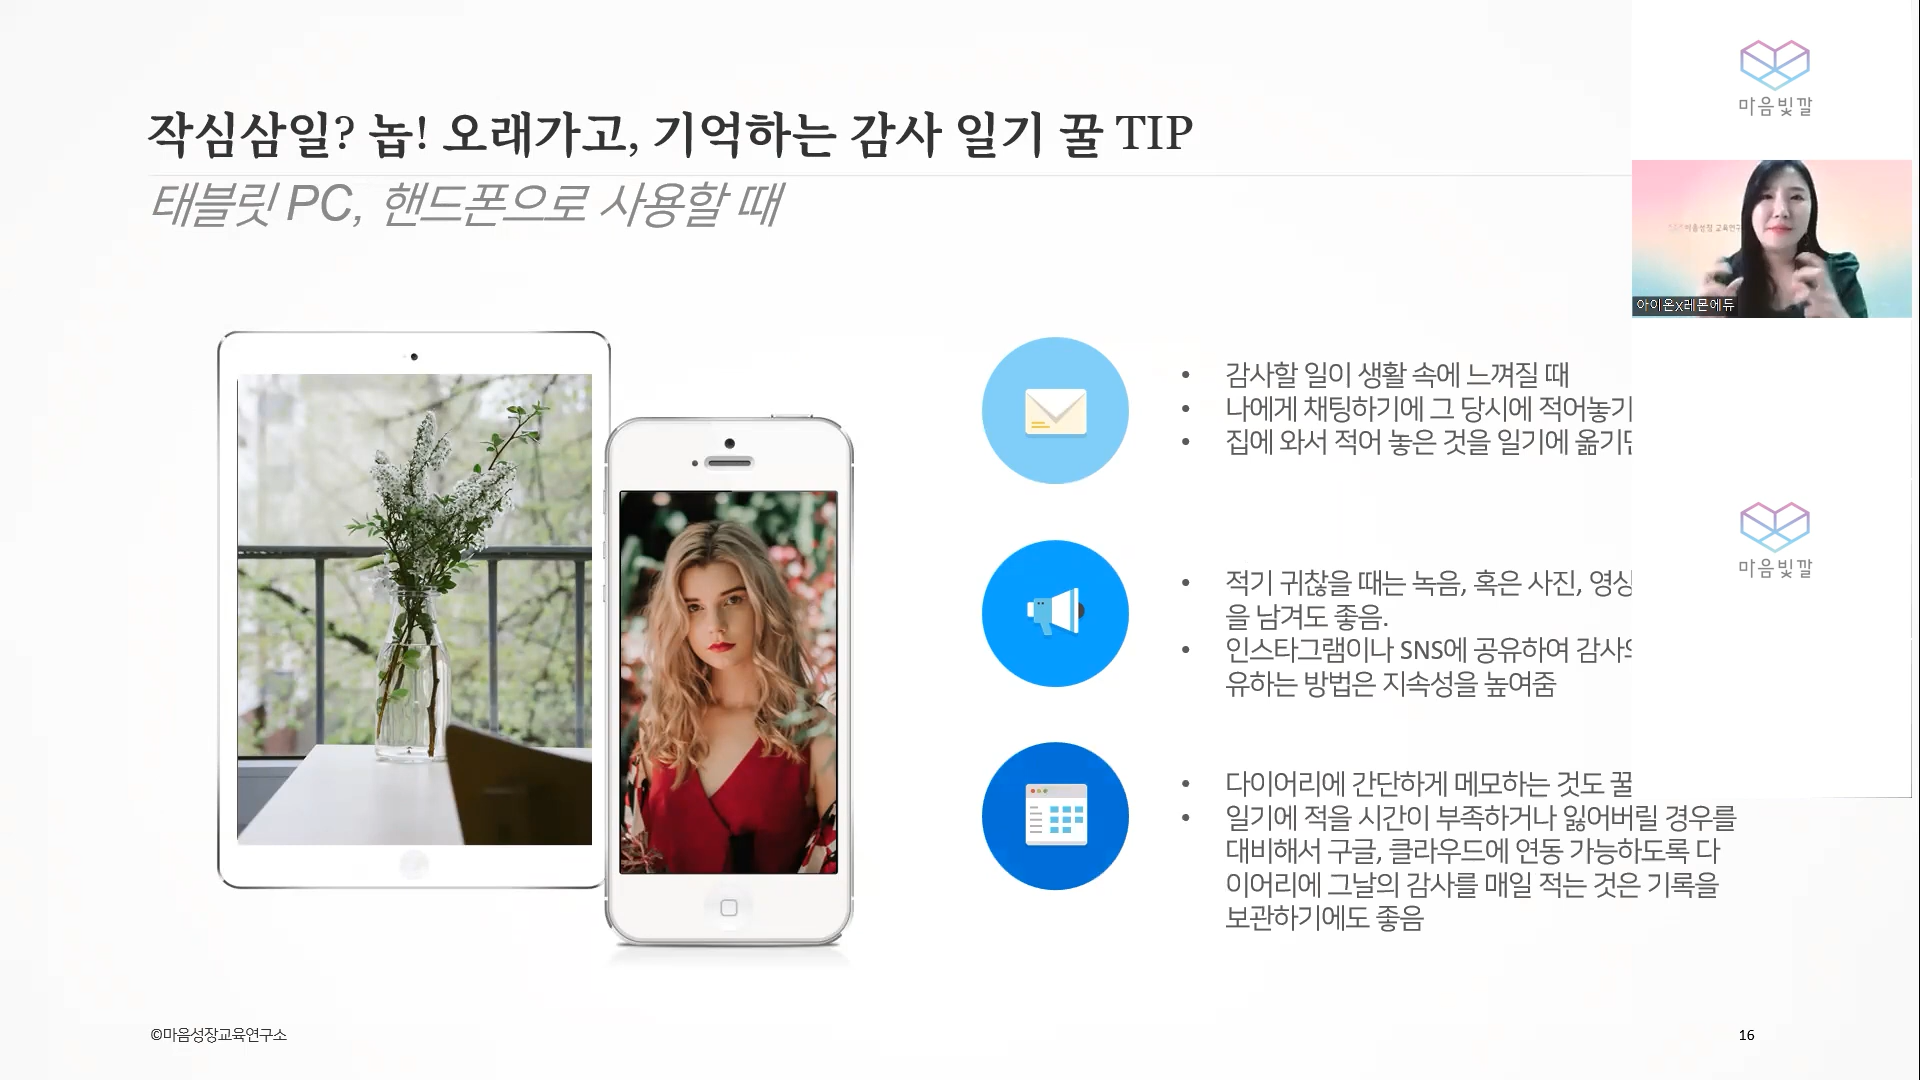 작심삼일? 놉! 오래가고, 기억하는 감사 일기 꿀 TIP
태블릿 PC, 핸드폰으로 사용할 때
마음빛깔
마음성장 교육연구
아이온x레몬에듀
• 감사할 일이 생활 속에 느껴질 때
• 나에게 채팅하기에 그 당시에 적어놓기
• 집에 와서 적어 놓은 것을 일기에
• 적기 귀찮을 때는 녹음, 혹은 사진, 영상
을 남겨도 좋음.
• 인스타그램이나 SNS에 공유하여
유하는 방법은 지속성을 높여줌
마음빛깔
• 다이어리에 간단하게 메모하는 것도 꿀
• 일기에 적을 시간이 부족하거나 잃어버릴 경우를
대비해서 구글, 클라우드에 연동 가능하도록 다
이어리에 그날의 감사를 매일 적는 것은 기록을
보관하기에도 좋음
©마음성장교육연구소
16